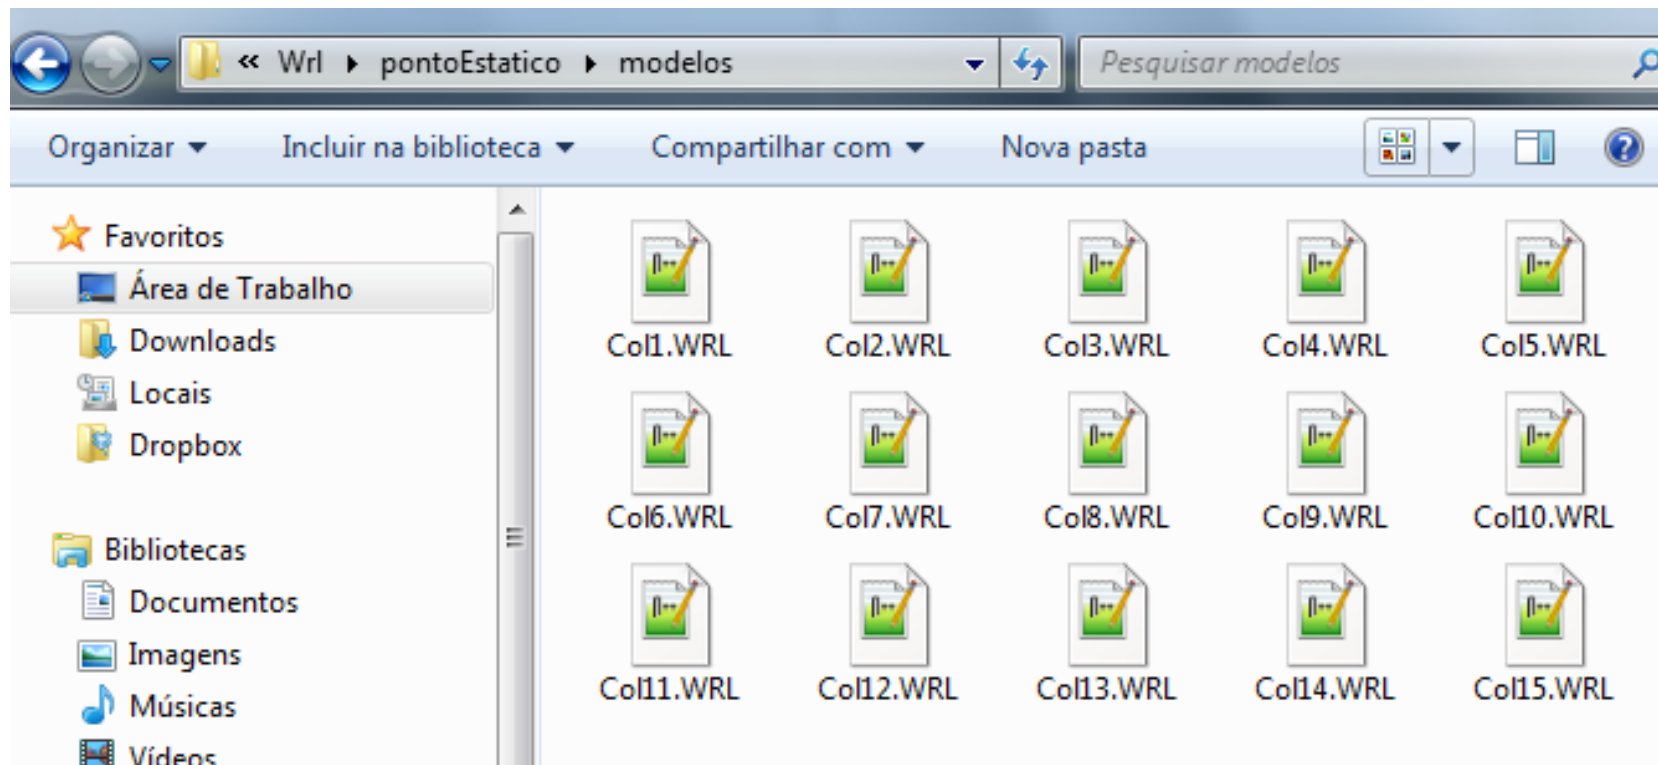 « Wrl pontoEstatico modelos
Pesquisar modelos
Organizar Incluir na biblioteca Compartilhar com Nova pasta
Favoritos
Área de Trabalho
Downloads
Locais
Dropbox
Bibliotecas
Documentos
Imagens
Músicas
Vídeos
Col1.WRL Col2.WRL Col3.WRL Col4.WRL Col5.WRL
Col6.WRL Col7.WRL Col8.WRL Col9.WRL Col10.WRL
Col11.WRL Col12.WRL Col13.WRL Col14.WRL Col15.WRL